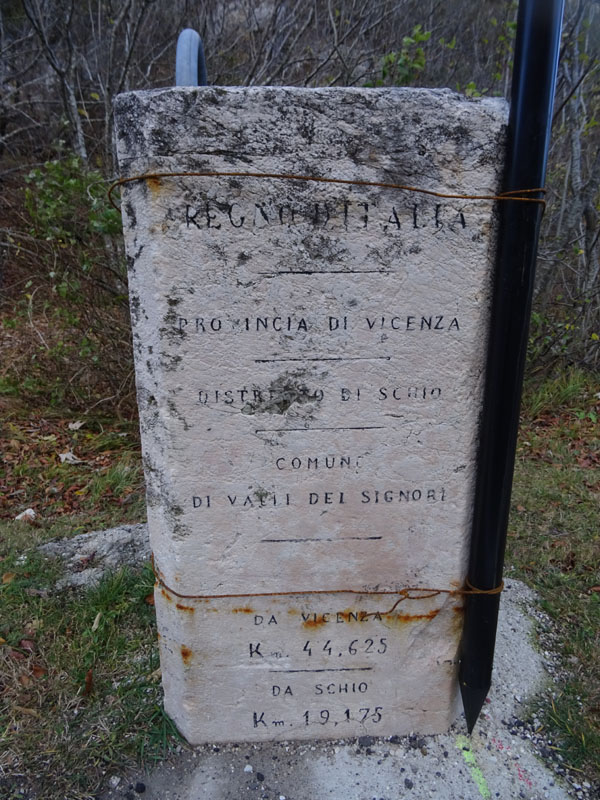 REGNO D'ITALIA
PROVINCIA DI VICENZA
DISTRETTO DI SCHIO
COMUNE
DI VALLI DEI SIGNORI
DA VICENZA
Km. 44,625
DA SCHIO
Km. 19,175